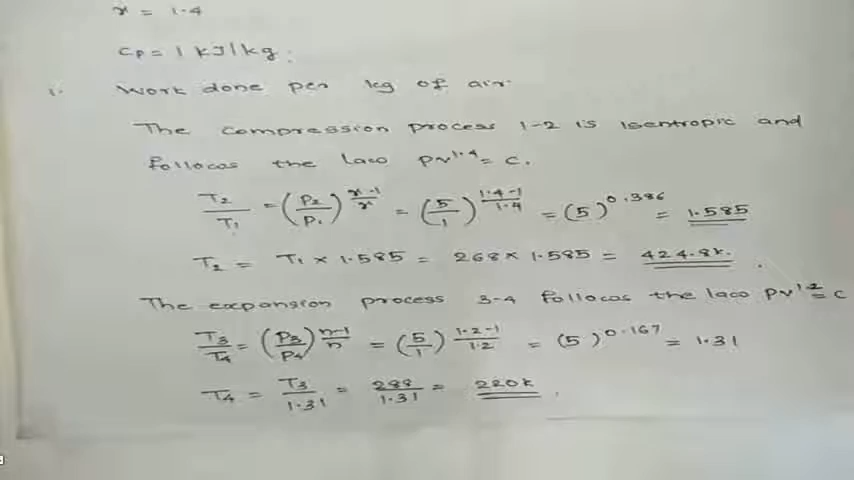 γ = 1.4
Cp = 1 kJ/kg.
1. Work done per kg of air.
The compression process 1-2 is isentropic and
follows the law pv^1.4 = c.
T2/T1 = (P2/P1)^(γ-1/γ) = (5/1)^(1.4-1/1.4) = (5)^0.386 = 1.585
T2 = T1 × 1.585 = 268 × 1.585 = 424.8k.
The expansion process 3-4 follows the law pv^1.2 = c
T3/T4 = (P3/P4)^(n-1/n) = (5/1)^(1.2-1/1.2) = (5)^0.167 = 1.31
T4 = T3/1.31 = 288/1.31 = 220k.